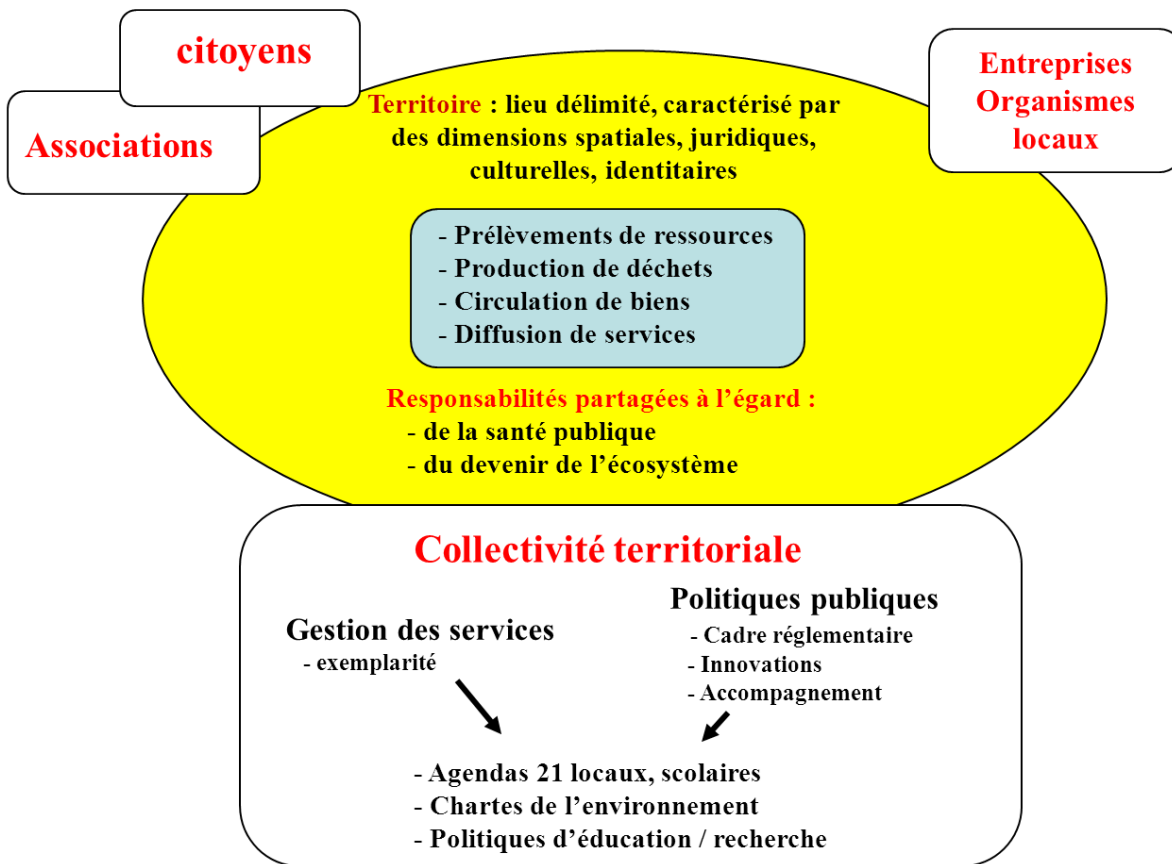 citoyens
Associations
Entreprises
Organismes
locaux
Territoire : lieu délimité, caractérisé par
des dimensions spatiales, juridiques,
culturelles, identitaires
- Prélèvements de ressources
- Production de déchets
- Circulation de biens
- Diffusion de services
Responsabilités partagées à l’égard :
- de la santé publique
- du devenir de l’écosystème
Collectivité territoriale
Gestion des services
- exemplarité
Politiques publiques
- Cadre réglementaire
- Innovations
- Accompagnement
- Agendas 21 locaux, scolaires
- Chartes de l’environnement
- Politiques d’éducation / recherche